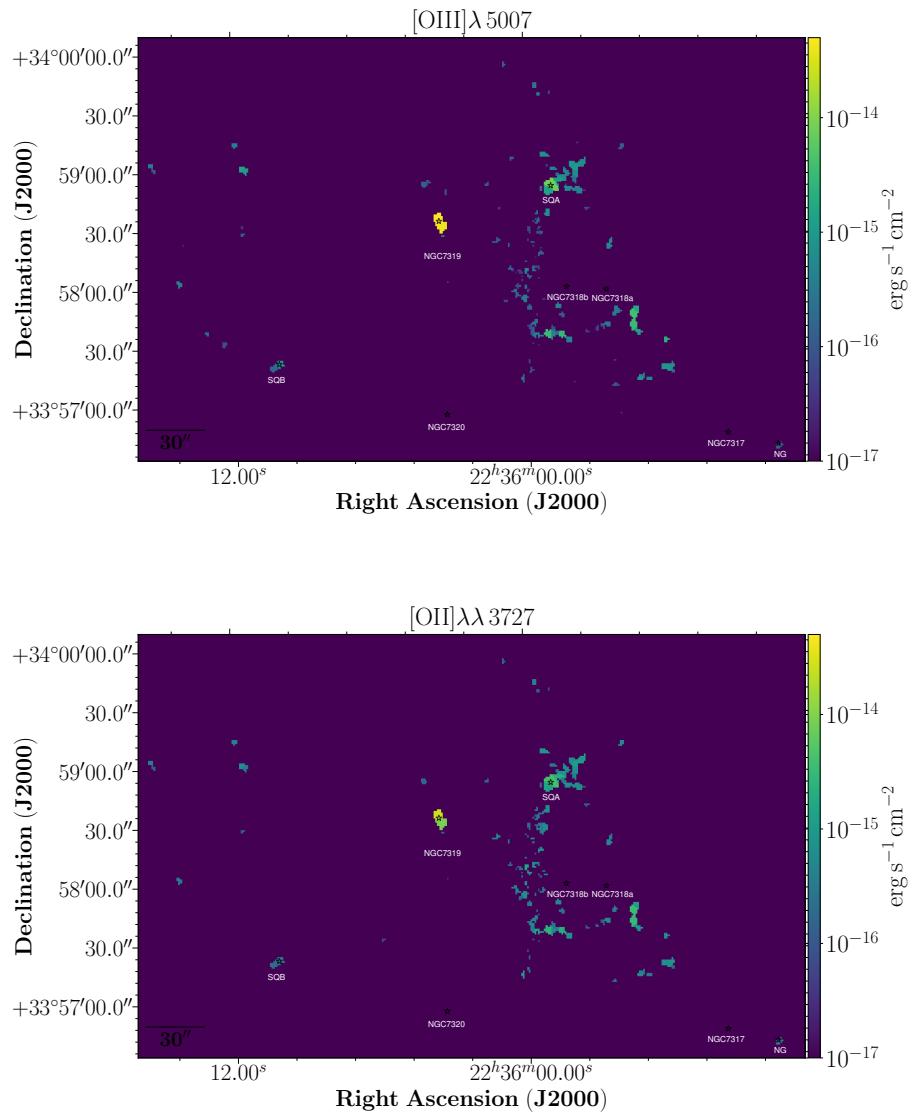 [OIII]λ 5007
+34°00′00.0″
30.0″
59′00.0″
30.0″
58′00.0″
30.0″
+33°57′00.0″
Declination (J2000)
SQA
NGC7319
NGC7318b
NGC7318a
SQB
NGC7320
NGC7317
NG
30″
12.00ˢ
22ʰ36ᵐ00.00ˢ
Right Ascension (J2000)
10⁻¹⁴
10⁻¹⁵
10⁻¹⁶
10⁻¹⁷
erg s⁻¹ cm⁻²
[OII]λλ 3727
+34°00′00.0″
30.0″
59′00.0″
30.0″
58′00.0″
30.0″
+33°57′00.0″
Declination (J2000)
SQA
NGC7319
NGC7318b
NGC7318a
SQB
NGC7320
NGC7317
NG
30″
12.00ˢ
22ʰ36ᵐ00.00ˢ
Right Ascension (J2000)
10⁻¹⁴
10⁻¹⁵
10⁻¹⁶
10⁻¹⁷
erg s⁻¹ cm⁻²